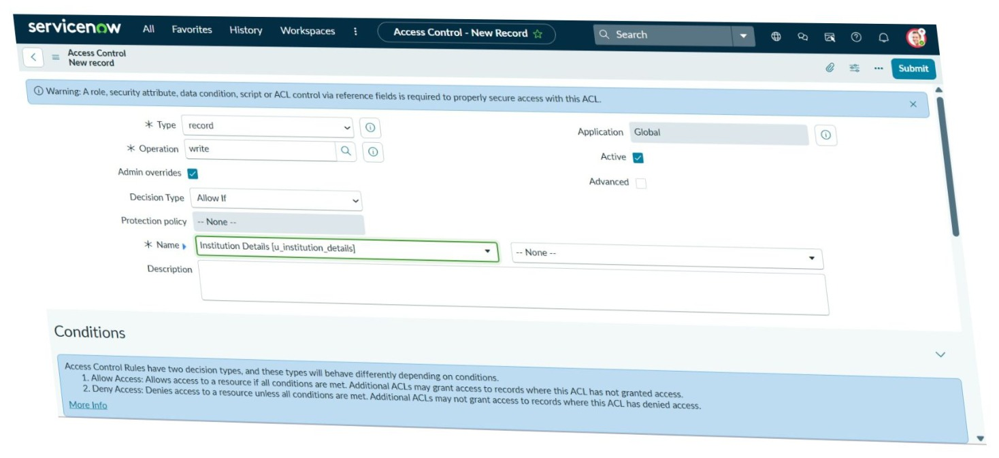 servicenow All Favorites History Workspaces Access Control - New Record Search
Access Control
New record
Submit
Warning: A role, security attribute, data condition, script or ACL control via reference fields is required to properly secure access with this ACL.
Type record
Application Global
Operation write
Active
Admin overrides
Advanced
Decision Type Allow If
Protection policy -- None --
Name Institution Details [u_institution_details] -- None --
Description
Conditions
Access Control Rules have two decision types, and these types will behave differently depending on conditions.
1. Allow Access: Allows access to a resource if all conditions are met. Additional ACLs may grant access to records where this ACL has not granted access.
2. Deny Access: Denies access to a resource unless all conditions are met. Additional ACLs may not grant access to records where this ACL has denied access.
More Info